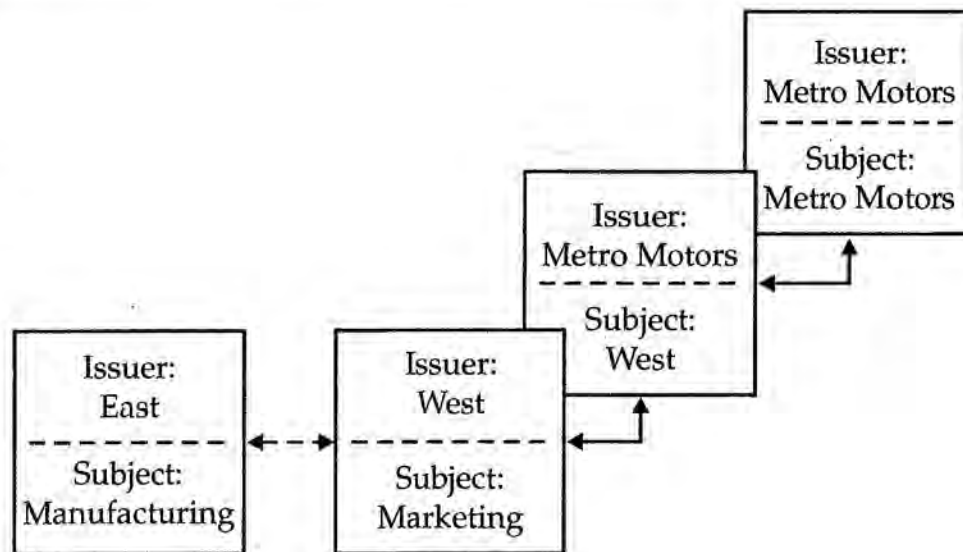 Issuer:
Metro Motors
Subject:
Metro Motors
Issuer:
Metro Motors
Subject:
West
Issuer:
East
Subject:
Manufacturing
Issuer:
West
Subject:
Marketing